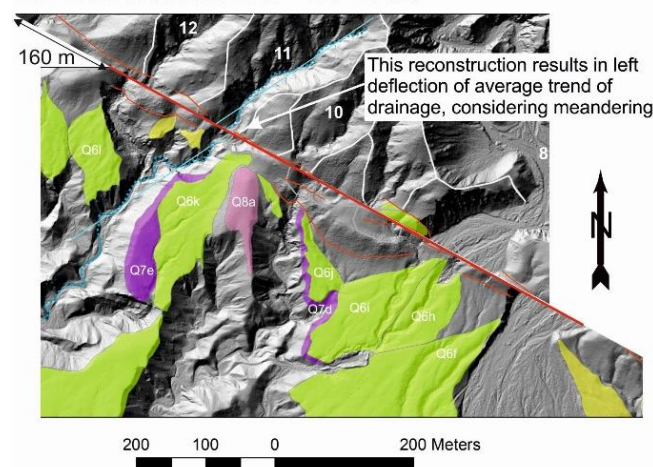 12
11
160 m
This reconstruction results in left
deflection of average trend of
drainage, considering meandering
10
8
Q6l
Q6k
Q8a
Q7e
Q6j
Q7d
Q6i
Q6h
Q6f
N
200 100 0 200 Meters